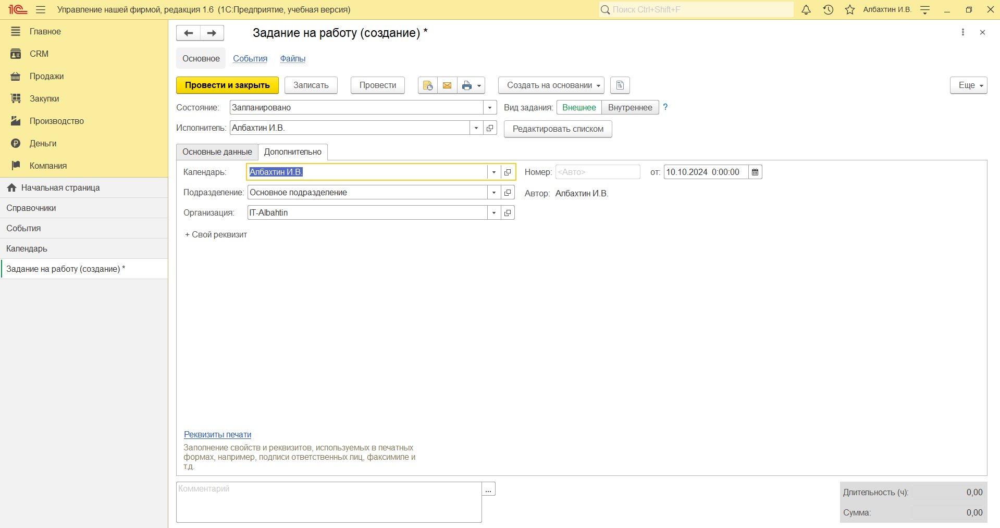 1С Управление нашей фирмой, редакция 1.6 (1С:Предприятие, учебная версия) Поиск Ctrl+Shift+F Албахтин И.В.
Главное
CRM
Продажи
Закупки
Производство
Деньги
Компания
Начальная страница
Справочники
События
Календарь
Задание на работу (создание) *
Задание на работу (создание) *
Основное События Файлы
Провести и закрыть Записать Провести Создать на основании Еще
Состояние: Запланировано Вид задания: Внешнее Внутреннее ?
Исполнитель: Албахтин И.В. Редактировать списком
Основные данные Дополнительно
Календарь: Албахтин И.В. Номер: <Авто> от: 10.10.2024 0:00:00
Подразделение: Основное подразделение Автор: Албахтин И.В.
Организация: IT-Albahtin
+ Свой реквизит
Реквизиты печати
Заполнение свойств и реквизитов, используемых в печатных
формах, например, подписи ответственных лиц, факсимиле и
т.д.
Комментарий ...
Длительность (ч): 0,00
Сумма: 0,00